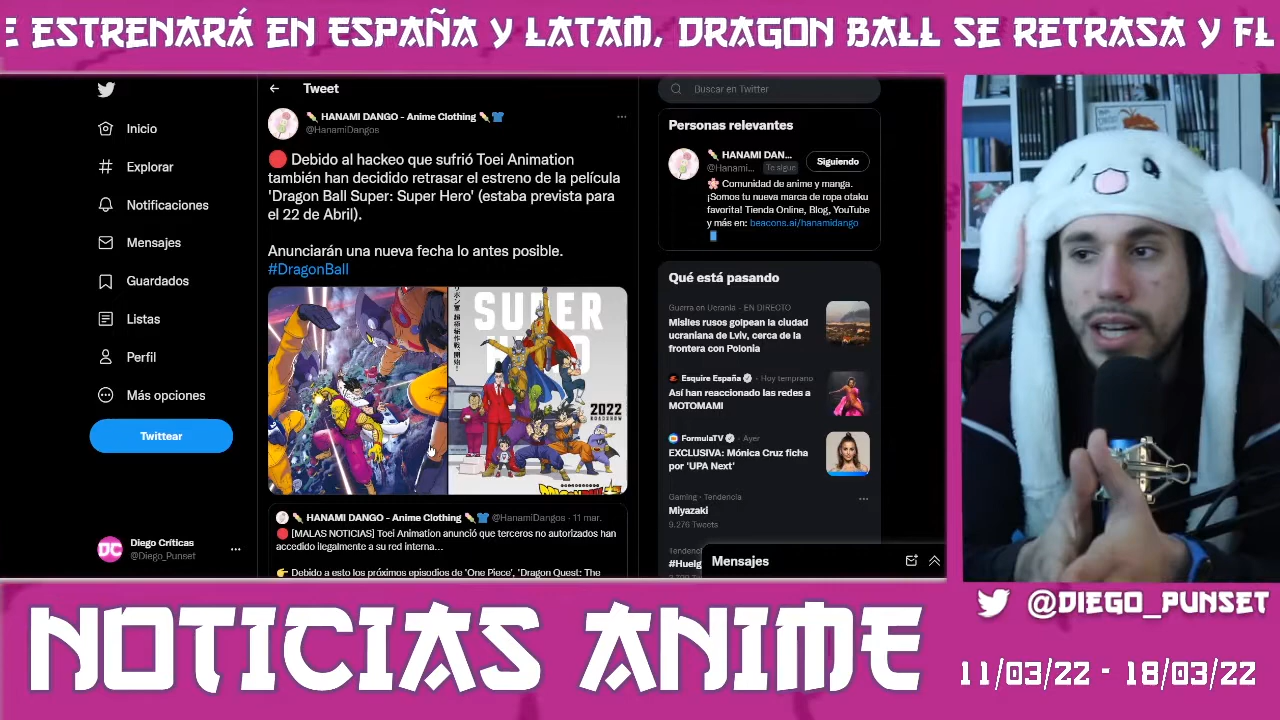 E ESTRENARÁ EN ESPAÑA Y LATAM, DRAGON BALL SE RETRASA Y FL
Tweet
Buscar en Twitter
Inicio
Explorar
Notificaciones
Mensajes
Guardados
Listas
Perfil
Más opciones
Twittear
DC
Diego Críticas
@Diego_Punset
HANAMI DANGO - Anime Clothing
@HanamiDangos
Debido al hackeo que sufrió Toei Animation
también han decidido retrasar el estreno de la película
'Dragon Ball Super: Super Hero' (estaba prevista para
el 22 de Abril).
Anunciarán una nueva fecha lo antes posible.
#DragonBall
SUPER
HERO
2022
ROADSHOW
HANAMI DANGO - Anime Clothing @HanamiDangos · 11 mar.
[MALAS NOTICIAS] Toei Animation anunció que terceros no autorizados han
accedido ilegalmente a su red interna...
Debido a esto los próximos episodios de 'One Piece', 'Dragon Quest: The
Personas relevantes
HANAMI DAN...
@Hanami... Te sigue
Siguiendo
Comunidad de anime y manga.
¡Somos tu nueva marca de ropa otaku
favorita! Tienda Online, Blog, YouTube
y más en: beacons.ai/hanamidango
Qué está pasando
Guerra en Ucrania · EN DIRECTO
Misiles rusos golpean la ciudad
ucraniana de Lviv, cerca de la
frontera con Polonia
Esquire España · Hoy temprano
Así han reaccionado las redes a
MOTOMAMI
FormulaTV · Ayer
EXCLUSIVA: Mónica Cruz ficha
por 'UPA Next'
Gaming · Tendencia
Miyazaki
9.276 Tweets
Tendenc
#Huelg
Mensajes
NOTICIAS ANIME
@DIEGO_PUNSET
11/03/22 - 18/03/22